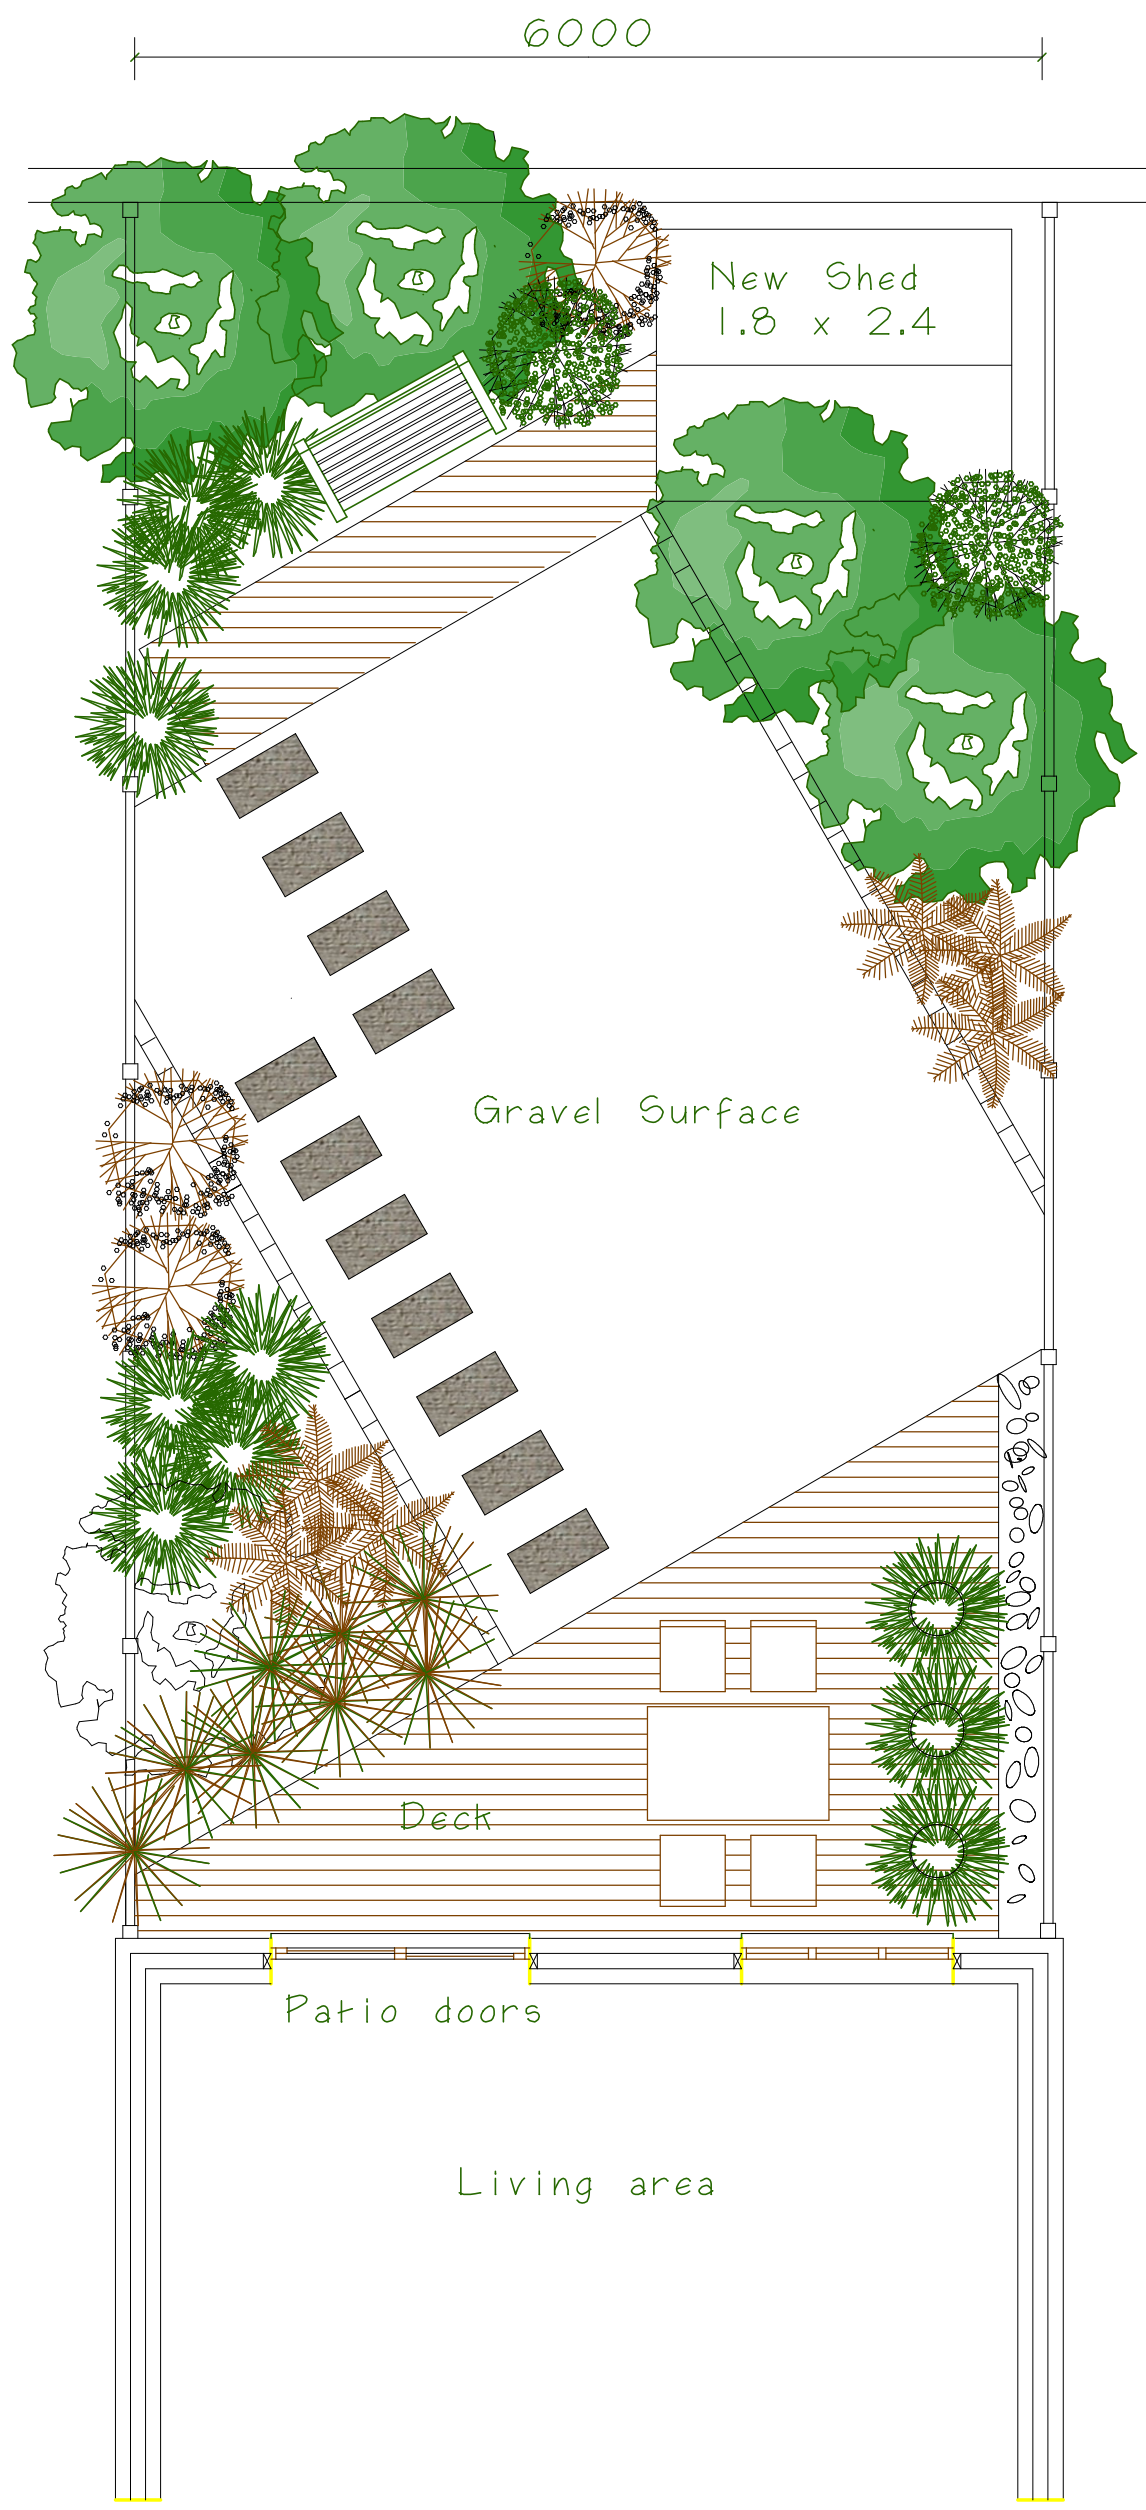 6000
New Shed
1.8 x 2.4
Gravel Surface
Deck
Patio doors
Living area